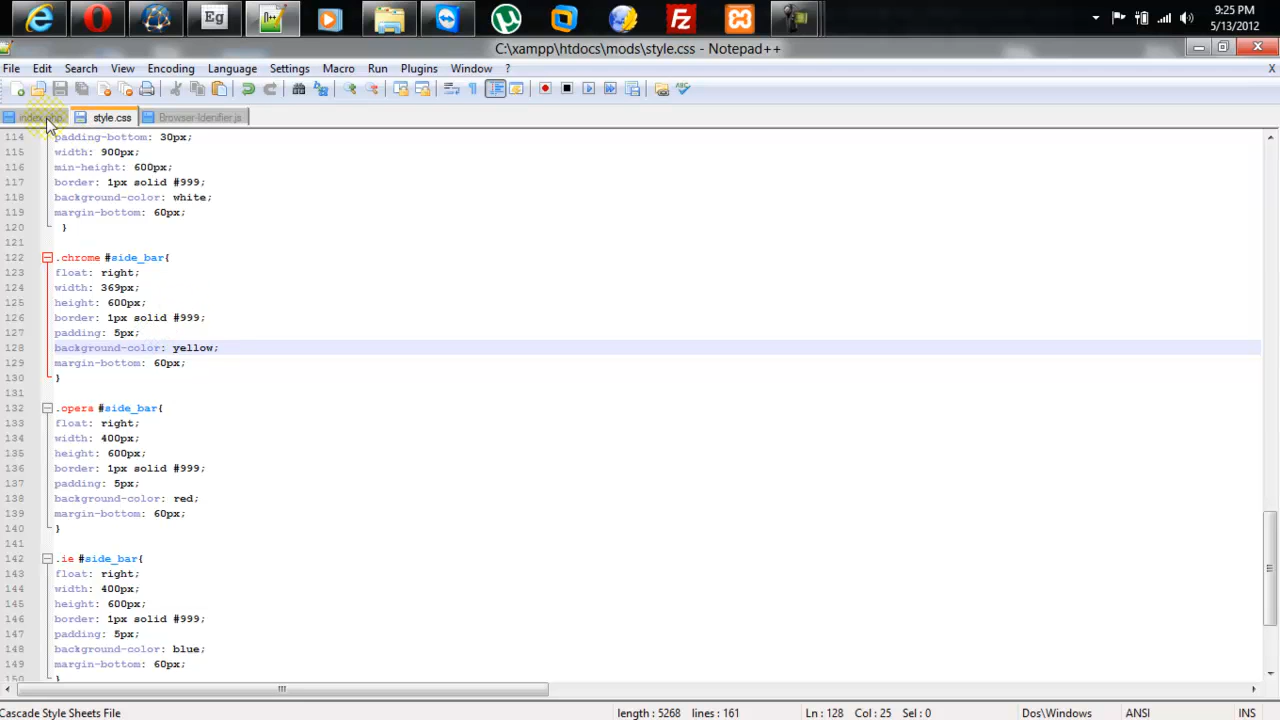 Eg
9:25 PM
5/13/2012
C:\xampp\htdocs\mods\style.css - Notepad++
File Edit Search View Encoding Language Settings Macro Run Plugins Window ? X
index.php style.css Browser-Idenifier.js
114 padding-bottom: 30px;
115 width: 900px;
116 min-height: 600px;
117 border: 1px solid #999;
118 background-color: white;
119 margin-bottom: 60px;
120 }
121
122 .chrome #side_bar{
123 float: right;
124 width: 369px;
125 height: 600px;
126 border: 1px solid #999;
127 padding: 5px;
128 background-color: yellow;
129 margin-bottom: 60px;
130 }
131
132 .opera #side_bar{
133 float: right;
134 width: 400px;
135 height: 600px;
136 border: 1px solid #999;
137 padding: 5px;
138 background-color: red;
139 margin-bottom: 60px;
140 }
141
142 .ie #side_bar{
143 float: right;
144 width: 400px;
145 height: 600px;
146 border: 1px solid #999;
147 padding: 5px;
148 background-color: blue;
149 margin-bottom: 60px;
150 }
Cascade Style Sheets File length : 5268 lines : 161 Ln : 128 Col : 25 Sel : 0 Dos\Windows ANSI INS